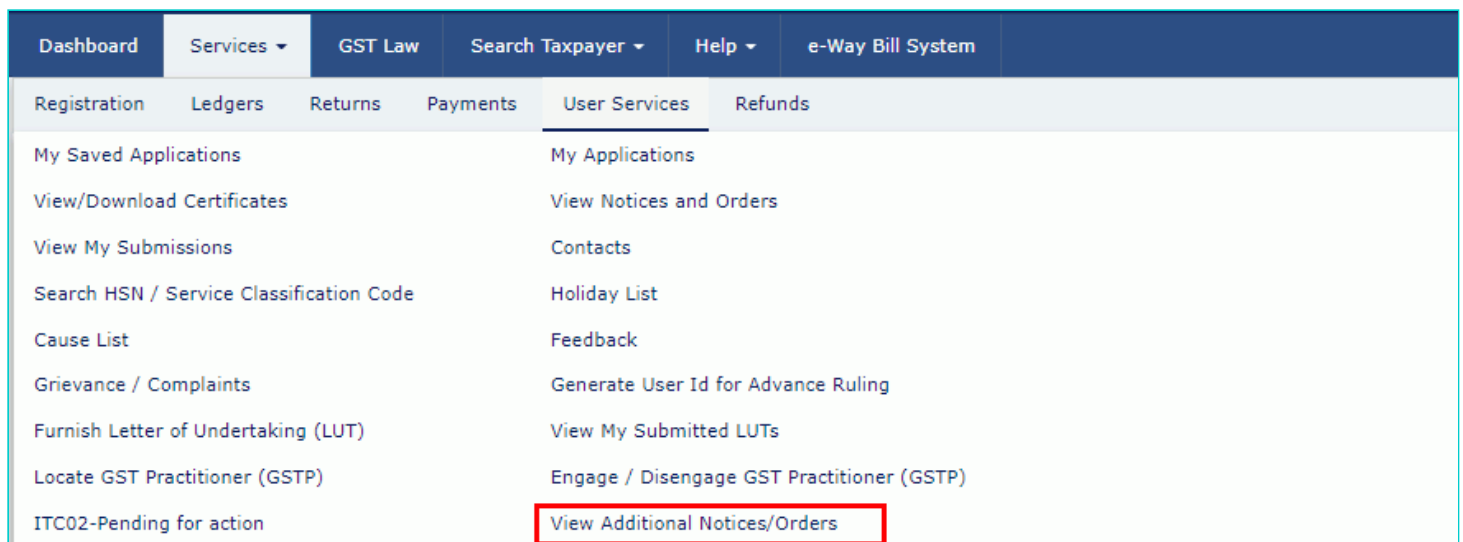 Dashboard Services GST Law Search Taxpayer Help e-Way Bill System
Registration Ledgers Returns Payments User Services Refunds
My Saved Applications My Applications
View/Download Certificates View Notices and Orders
View My Submissions Contacts
Search HSN / Service Classification Code Holiday List
Cause List Feedback
Grievance / Complaints Generate User Id for Advance Ruling
Furnish Letter of Undertaking (LUT) View My Submitted LUTs
Locate GST Practitioner (GSTP) Engage / Disengage GST Practitioner (GSTP)
ITC02-Pending for action View Additional Notices/Orders